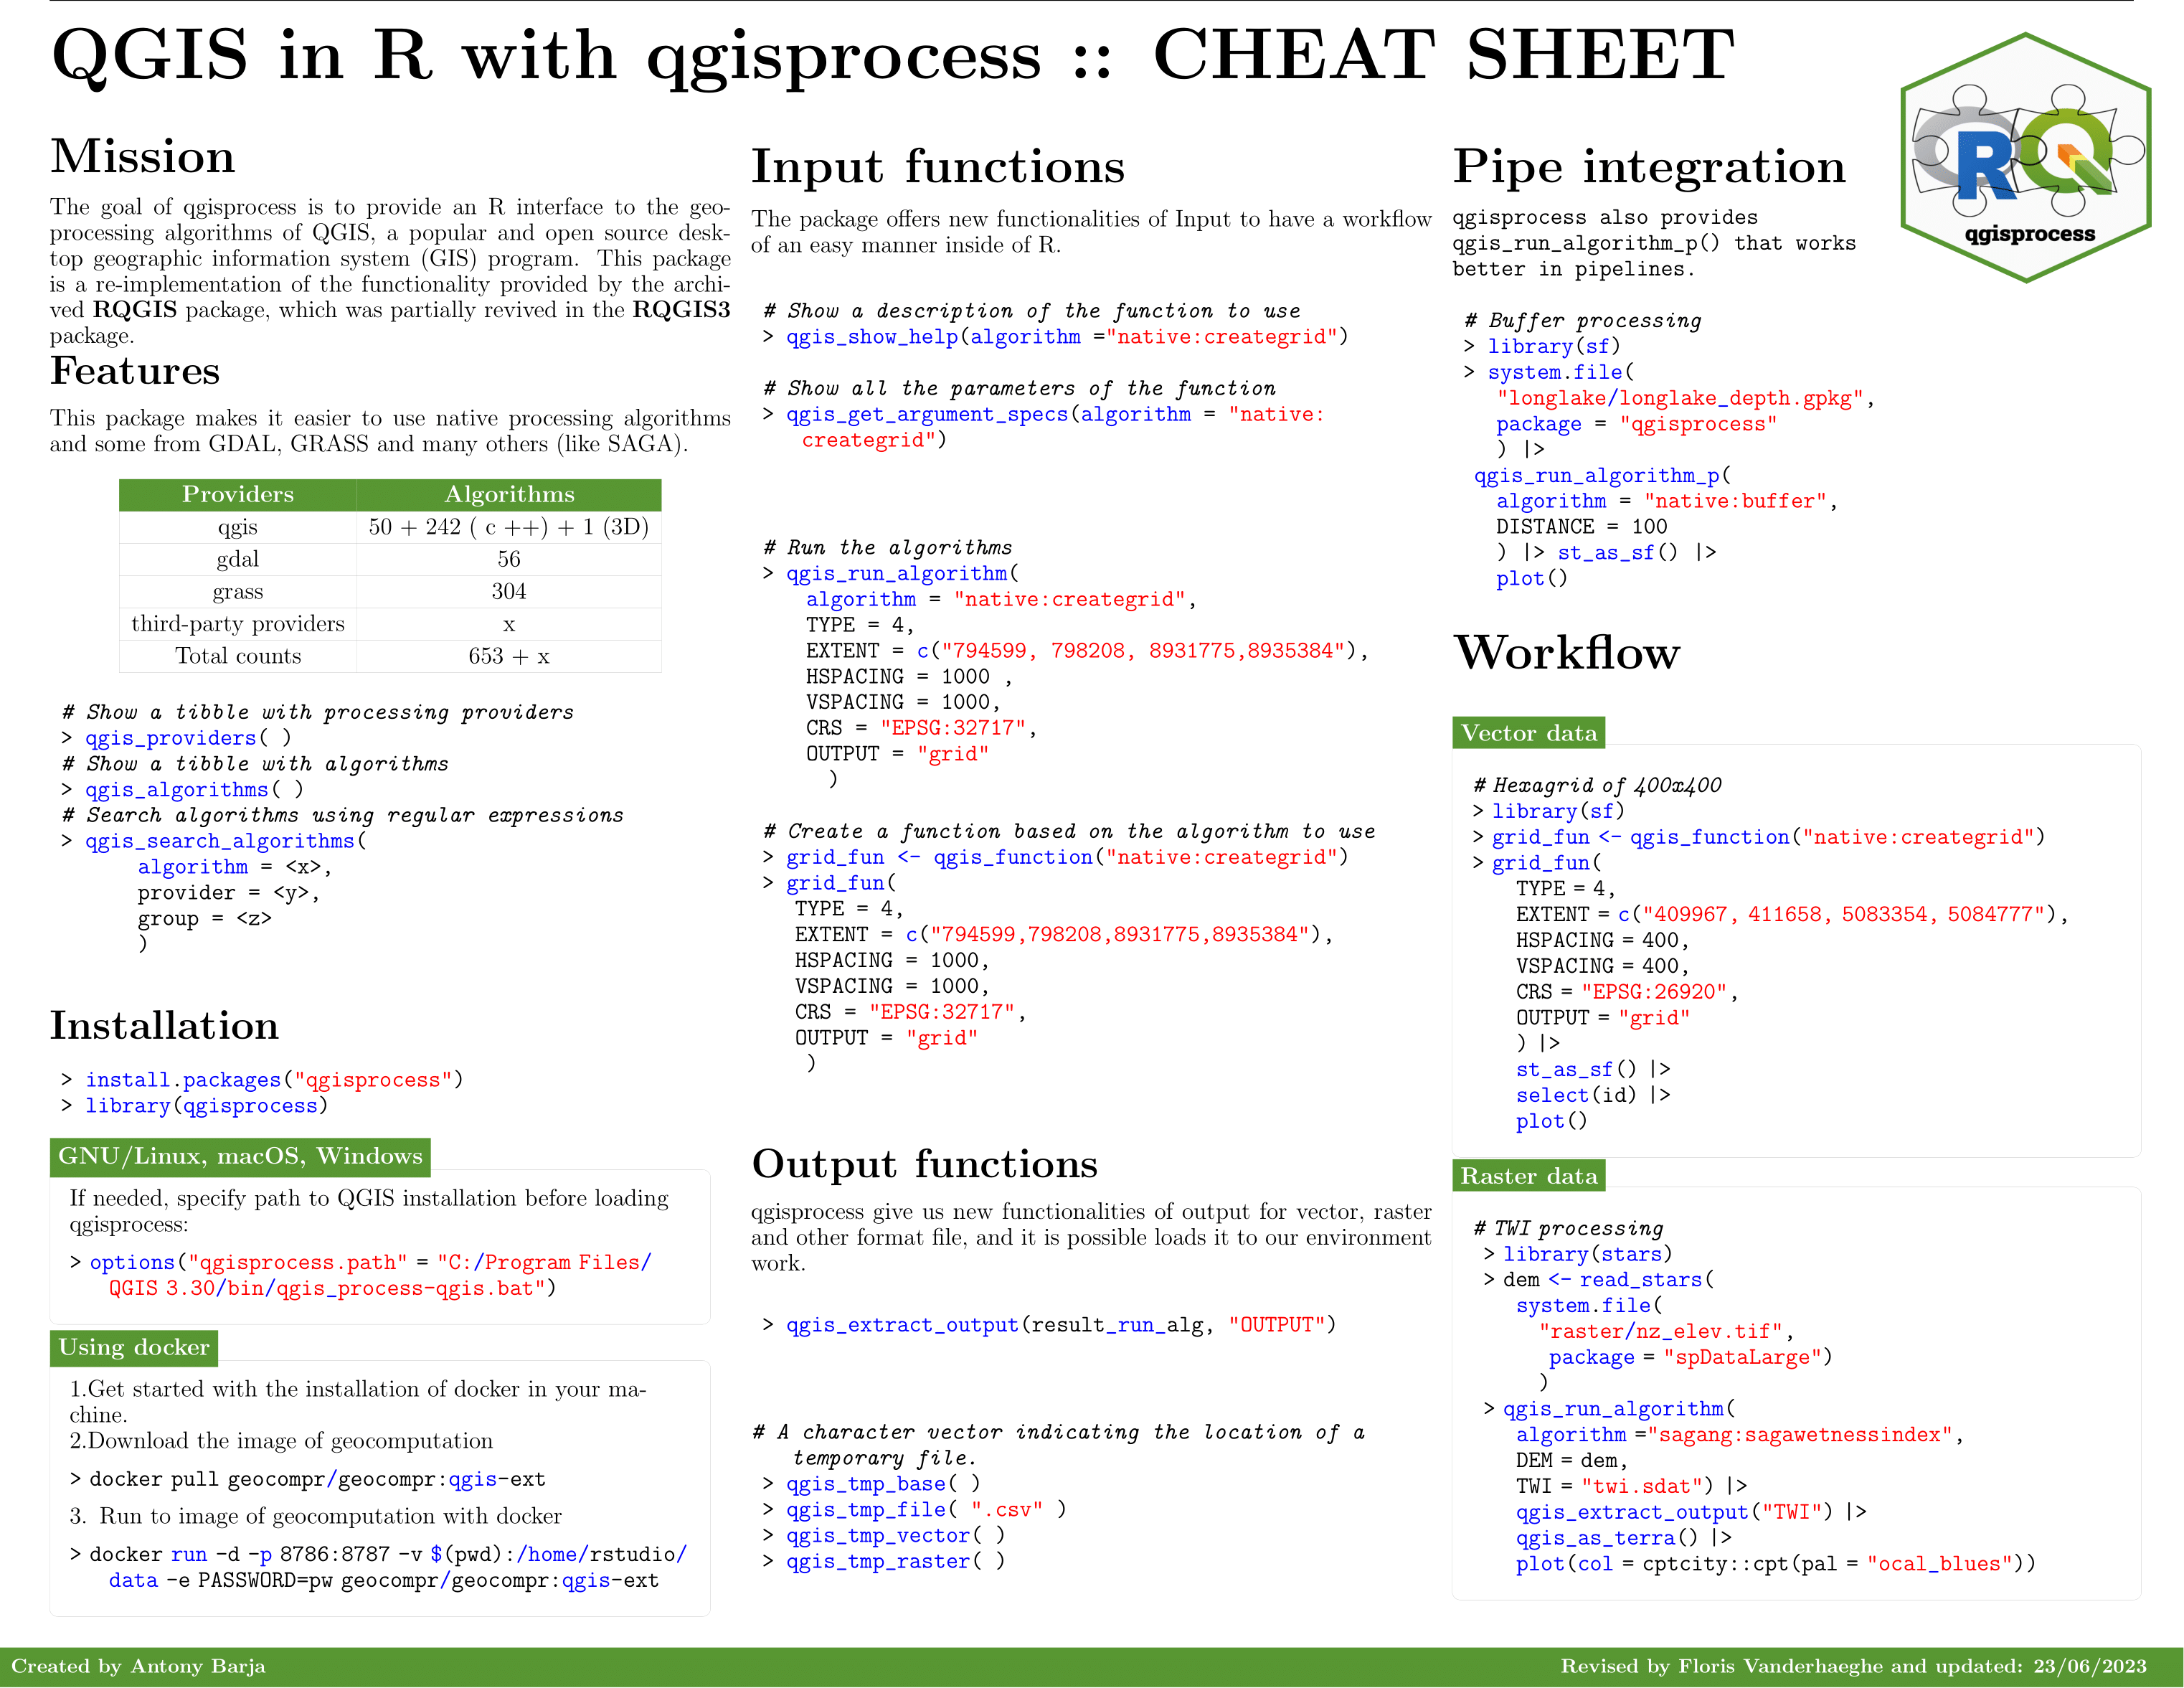 QGIS in R with qgisprocess :: CHEAT SHEET
Mission
The goal of qgisprocess is to provide an R interface to the geo-
processing algorithms of QGIS, a popular and open source desk-
top geographic information system (GIS) program. This package
is a re-implementation of the functionality provided by the archi-
ved RQGIS package, which was partially revived in the RQGIS3
package.
Features
This package makes it easier to use native processing algorithms
and some from GDAL, GRASS and many others (like SAGA).
Providers Algorithms
qgis 50 + 242 ( c ++) + 1 (3D)
gdal 56
grass 304
third-party providers x
Total counts 653 + x
# Show a tibble with processing providers
> qgis_providers( )
# Show a tibble with algorithms
> qgis_algorithms( )
# Search algorithms using regular expressions
> qgis_search_algorithms(
algorithm = <x>,
provider = <y>,
group = <z>
)
Installation
> install.packages("qgisprocess")
> library(qgisprocess)
GNU/Linux, macOS, Windows
If needed, specify path to QGIS installation before loading
qgisprocess:
> options("qgisprocess.path" = "C:/Program Files/
QGIS 3.30/bin/qgis_process-qgis.bat")
Using docker
1.Get started with the installation of docker in your ma-
chine.
2.Download the image of geocomputation
> docker pull geocompr/geocompr:qgis-ext
3. Run to image of geocomputation with docker
> docker run -d -p 8786:8787 -v $(pwd):/home/rstudio/
data -e PASSWORD=pw geocompr/geocompr:qgis-ext
Input functions
The package offers new functionalities of Input to have a workflow
of an easy manner inside of R.
# Show a description of the function to use
> qgis_show_help(algorithm ="native:creategrid")
# Show all the parameters of the function
> qgis_get_argument_specs(algorithm = "native:
creategrid")
# Run the algorithms
> qgis_run_algorithm(
algorithm = "native:creategrid",
TYPE = 4,
EXTENT = c("794599, 798208, 8931775,8935384"),
HSPACING = 1000 ,
VSPACING = 1000,
CRS = "EPSG:32717",
OUTPUT = "grid"
)
# Create a function based on the algorithm to use
> grid_fun <- qgis_function("native:creategrid")
> grid_fun(
TYPE = 4,
EXTENT = c("794599,798208,8931775,8935384"),
HSPACING = 1000,
VSPACING = 1000,
CRS = "EPSG:32717",
OUTPUT = "grid"
)
Output functions
qgisprocess give us new functionalities of output for vector, raster
and other format file, and it is possible loads it to our environment
work.
> qgis_extract_output(result_run_alg, "OUTPUT")
# A character vector indicating the location of a
temporary file.
> qgis_tmp_base( )
> qgis_tmp_file( ".csv" )
> qgis_tmp_vector( )
> qgis_tmp_raster( )
Pipe integration
qgisprocess also provides
qgis_run_algorithm_p() that works
better in pipelines.
# Buffer processing
> library(sf)
> system.file(
"longlake/longlake_depth.gpkg",
package = "qgisprocess"
) |>
qgis_run_algorithm_p(
algorithm = "native:buffer",
DISTANCE = 100
) |> st_as_sf() |>
plot()
Workflow
Vector data
# Hexagrid of 400x400
> library(sf)
> grid_fun <- qgis_function("native:creategrid")
> grid_fun(
TYPE = 4,
EXTENT = c("409967, 411658, 5083354, 5084777"),
HSPACING = 400,
VSPACING = 400,
CRS = "EPSG:26920",
OUTPUT = "grid"
) |>
st_as_sf() |>
select(id) |>
plot()
Raster data
# TWI processing
> library(stars)
> dem <- read_stars(
system.file(
"raster/nz_elev.tif",
package = "spDataLarge")
)
> qgis_run_algorithm(
algorithm ="sagang:sagawetnessindex",
DEM = dem,
TWI = "twi.sdat") |>
qgis_extract_output("TWI") |>
qgis_as_terra() |>
plot(col = cptcity::cpt(pal = "ocal_blues"))
R Q
qgisprocess
Created by Antony Barja
Revised by Floris Vanderhaeghe and updated: 23/06/2023